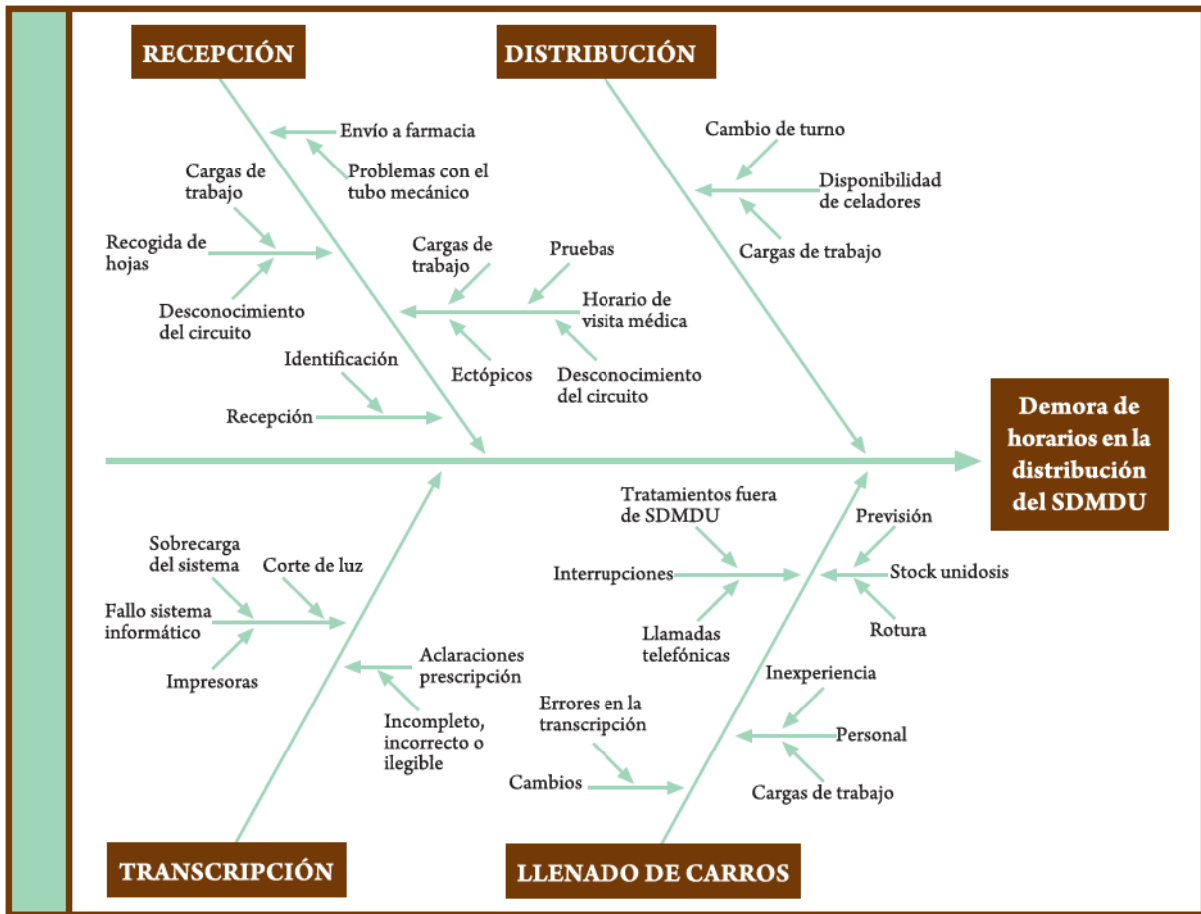 RECEPCIÓN
DISTRIBUCIÓN
Envío a farmacia
Problemas con el
tubo mecánico
Cargas de
trabajo
Recogida de
hojas
Desconocimiento
del circuito
Cargas de
trabajo
Pruebas
Horario de
visita médica
Ectópicos
Desconocimiento
del circuito
Identificación
Recepción
Cambio de turno
Disponibilidad
de celadores
Cargas de trabajo
Demora de
horarios en la
distribución
del SDMDU
Sobrecarga
del sistema
Corte de luz
Fallo sistema
informático
Impresoras
Aclaraciones
prescripción
Incompleto,
incorrecto o
ilegible
Tratamientos fuera
de SDMDU
Interrupciones
Llamadas
telefónicas
Previsión
Stock unidosis
Rotura
Inexperiencia
Personal
Cargas de trabajo
Errores en la
transcripción
Cambios
TRANSCRIPCIÓN
LLENADO DE CARROS